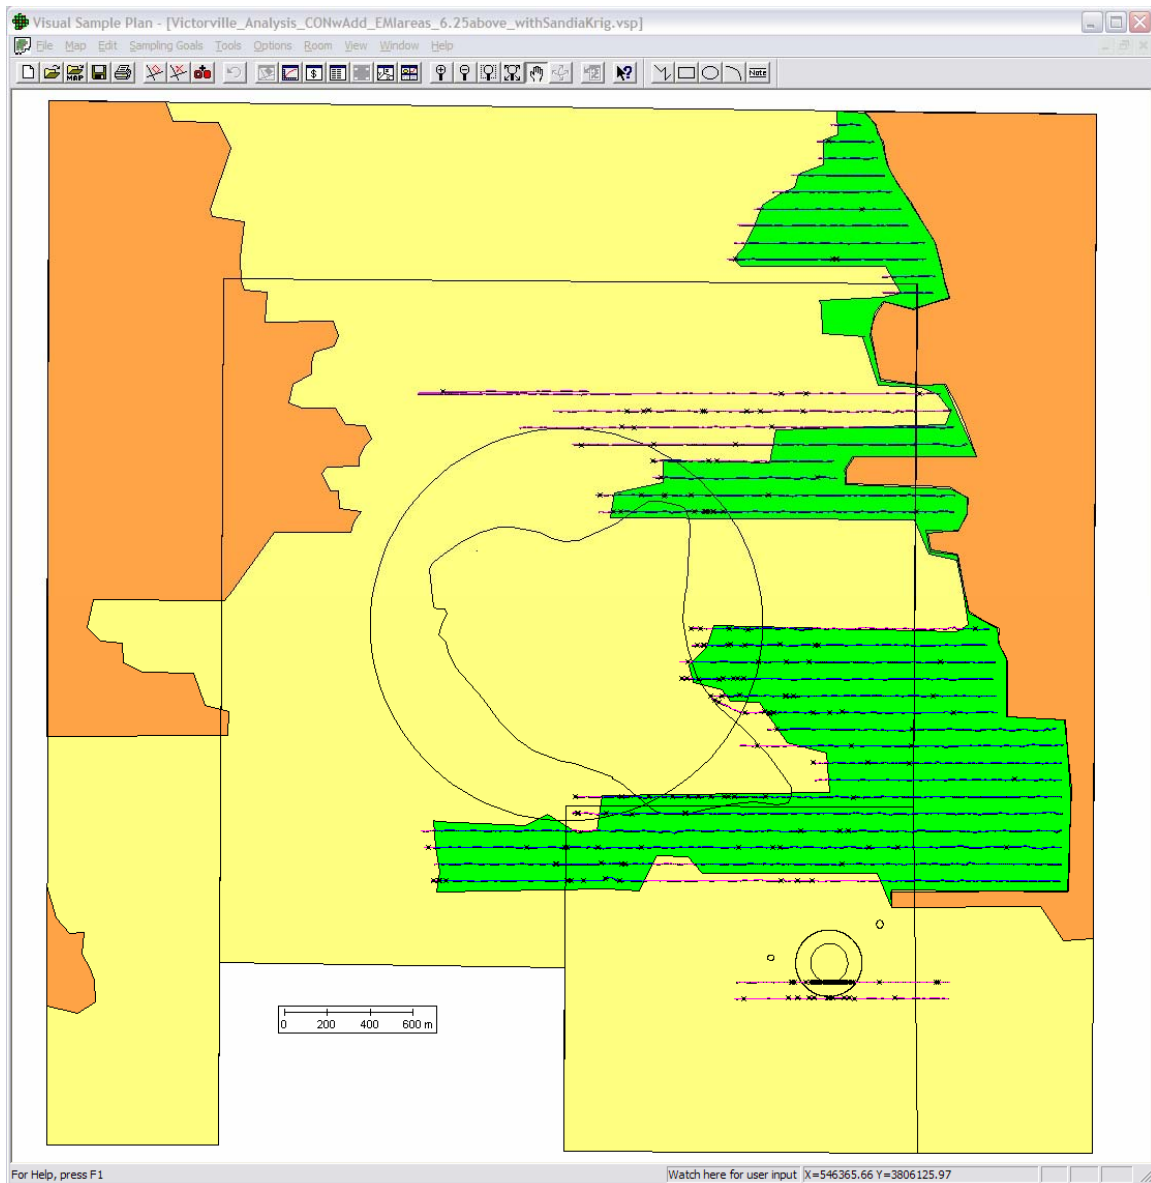 Visual Sample Plan - [Victorville_Analysis_CONwAdd_EMIareas_6.25above_withSandiaKrig.vsp]
File Map Edit Sampling Goals Tools Options Room View Window Help
MAP $ Note
0 200 400 600 m
For Help, press F1 Watch here for user input X=546365.66 Y=3806125.97